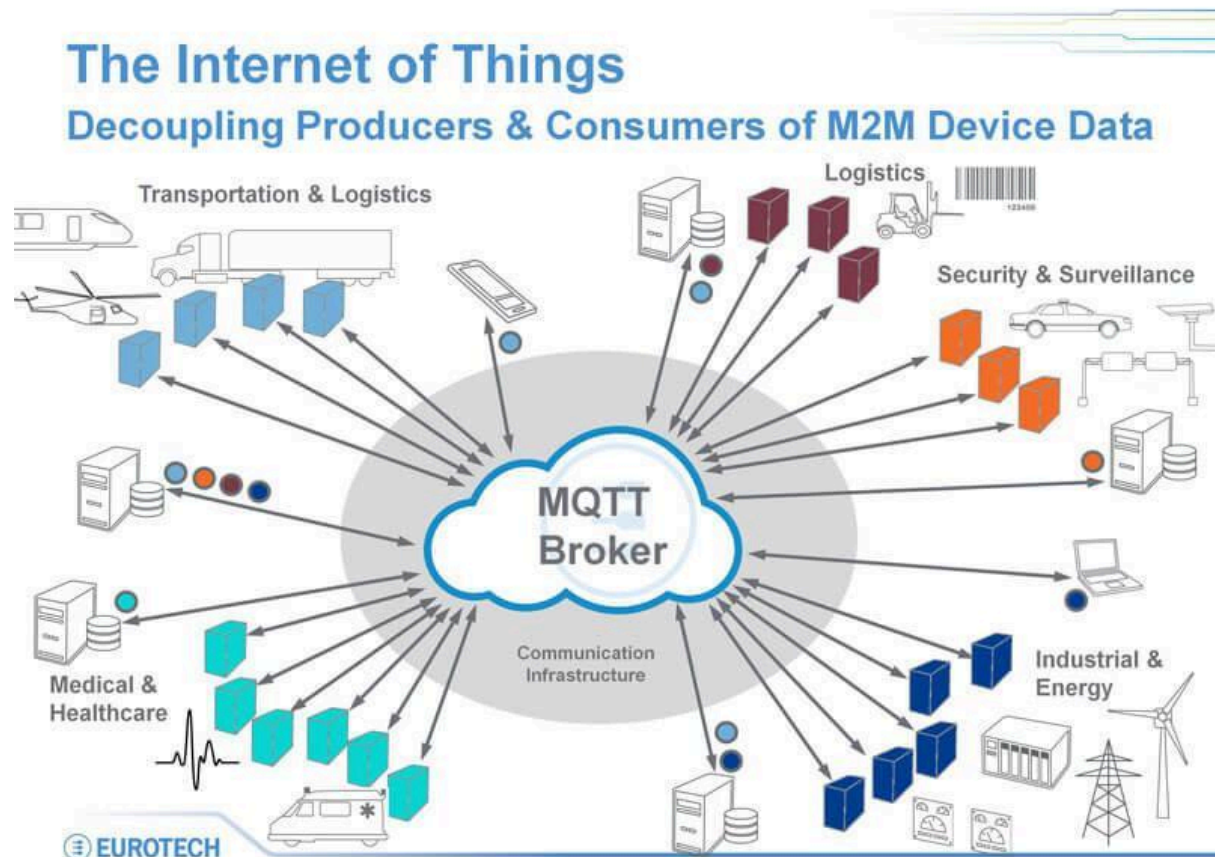 The Internet of Things
Decoupling Producers & Consumers of M2M Device Data
Transportation & Logistics
Logistics
123400
Security & Surveillance
MQTT
Broker
Communication
Infrastructure
Medical &
Healthcare
Industrial &
Energy
EUROTECH